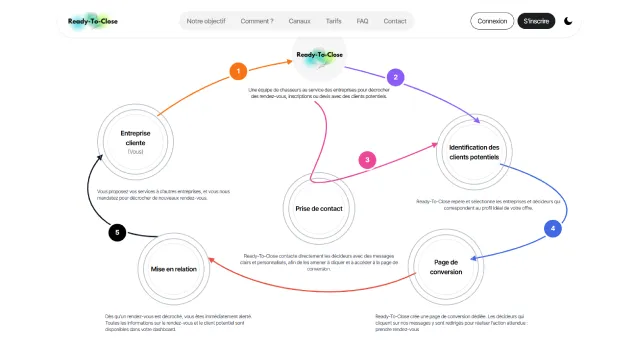 Ready-To-Close
Notre objectif
Comment ?
Canaux
Tarifs
FAQ
Contact
Connexion
S'inscrire
Ready-To-Close
Une équipe de chasseurs au service des entreprises pour décrocher
des rendez-vous, inscriptions ou devis avec des clients potentiels.
1
2
Entreprise
cliente
(Vous)
Vous proposez vos services à d'autres entreprises, et vous nous
mandatez pour décrocher de nouveaux rendez-vous.
3
Identification des
clients potentiels
Ready-To-Close repère et sélectionne les entreprises et décideurs qui
correspondent au profil idéal de votre offre.
Prise de contact
Ready-To-Close contacte directement les décideurs avec des messages
clairs et personnalisés, afin de les amener à cliquer et à accéder à la page de
conversion.
4
5
Mise en relation
Dès qu'un rendez-vous est décroché, vous êtes immédiatement alerté.
Toutes les informations sur le rendez-vous et le client potentiel sont
disponibles dans votre dashboard.
Page de
conversion
Ready-To-Close crée une page de conversion dédiée. Les décideurs qui
cliquent sur nos messages y sont redirigés pour réaliser l'action attendue :
prendre rendez-vous